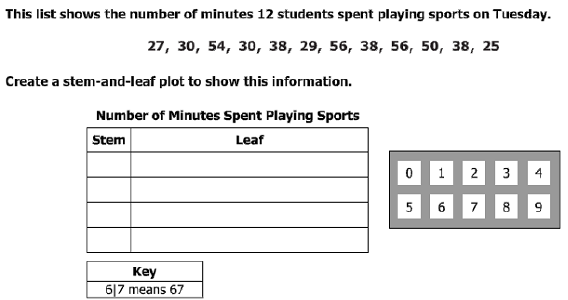 This list shows the number of minutes 12 students spent playing sports on Tuesday.
27, 30, 54, 30, 38, 29, 56, 38, 56, 50, 38, 25
Create a stem-and-leaf plot to show this information.
Number of Minutes Spent Playing Sports
Stem Leaf
0 1 2 3 4
5 6 7 8 9
Key
6|7 means 67